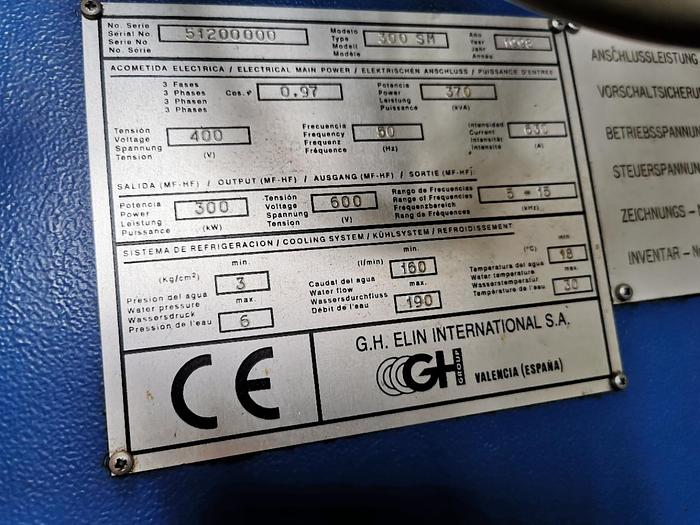 No. Serie
Serial No.
Serie No.
No. Série
51200000
Modelo
Type
Modell
Modèle
300 SM
Año
Year
Jahr
Année
1998
ACOMETIDA ELECTRICA / ELECTRICAL MAIN POWER / ELEKTRISCHEN ANSCHLUSS / PUISSANCE D'ENTREE
3 Fases
3 Phases
3 Phasen
3 Phases
Cos.φ
0.97
Potencia
Power
Leistung
Puissance
370
(kVA)
Tensión
Voltage
Spannung
Tension
400
(V)
Frecuencia
Frequency
Frequenz
Fréquence
50
(Hz)
Intensidad
Current
Intensität
Intensité
630
(A)
SALIDA (MF-HF) / OUTPUT (MF-HF) / AUSGANG (MF-HF) / SORTIE (MF-HF)
Potencia
Power
Leistung
Puissance
300
(kW)
Tensión
Voltage
Spannung
Tension
600
(V)
Rango de Frecuencias
Range of Frequencies
Frequenzbereich
Rang de Fréquences
5 - 15
(kHz)
SISTEMA DE REFRIGERACION / COOLING SYSTEM / KÜHLSYSTEM / REFROIDISSEMENT
(Kg/cm²)
Presión del agua
Water pressure
Wasserdruck
Pression de l'eau
min.
3
max.
6
(l/min)
Caudal del agua
Water flow
Wasserdurchfluss
Débit de l'eau
min.
160
max.
190
(°C)
Temperatura del agua
Water temperature
Wassertemperatur
Température de l'eau
min.
18
max.
30
CE
G.H. ELIN INTERNATIONAL S.A.
GH GROUP
VALENCIA (ESPAÑA)
ANSCHLUSSLEISTUNG
VORSCHALTSICHERU
BETRIEBSSPANNUN
STEUERSPANNUN
ZEICHNUNGS - N
INVENTAR - N